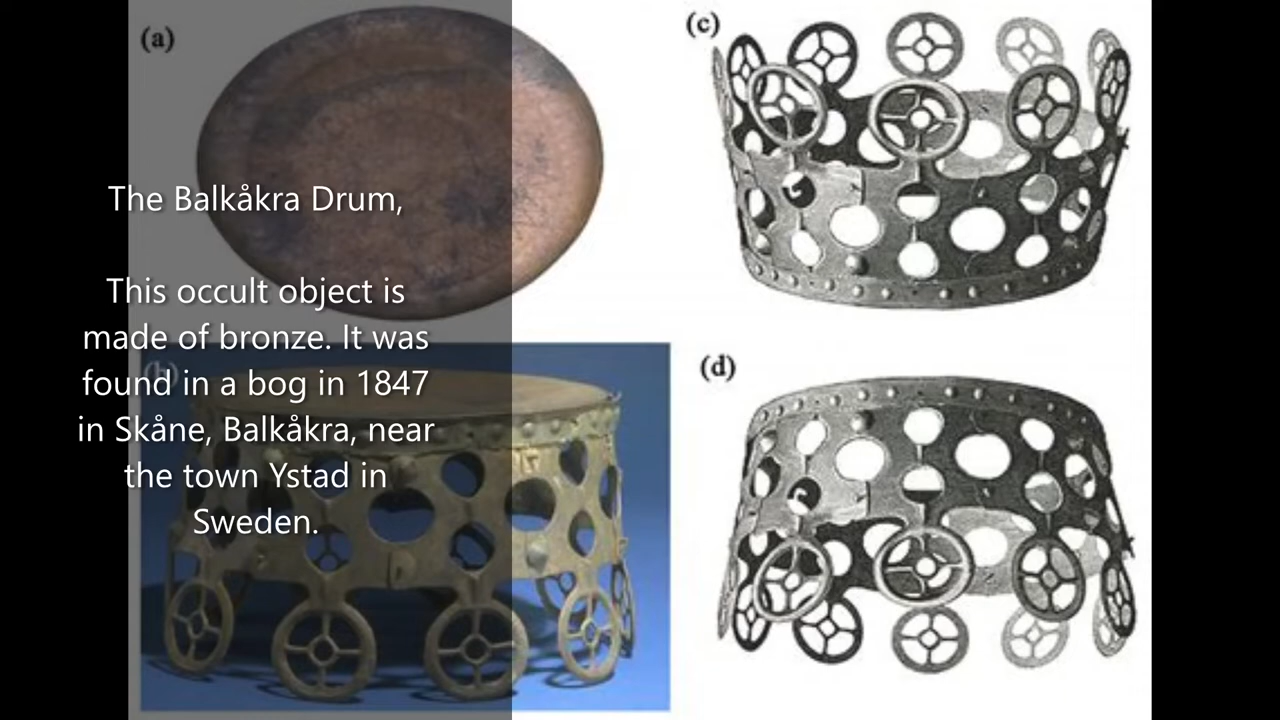 (a)
(c)
The Balkåkra Drum,
This occult object is
made of bronze. It was
found in a bog in 1847
in Skåne, Balkåkra, near
the town Ystad in
Sweden.
(b)
(d)